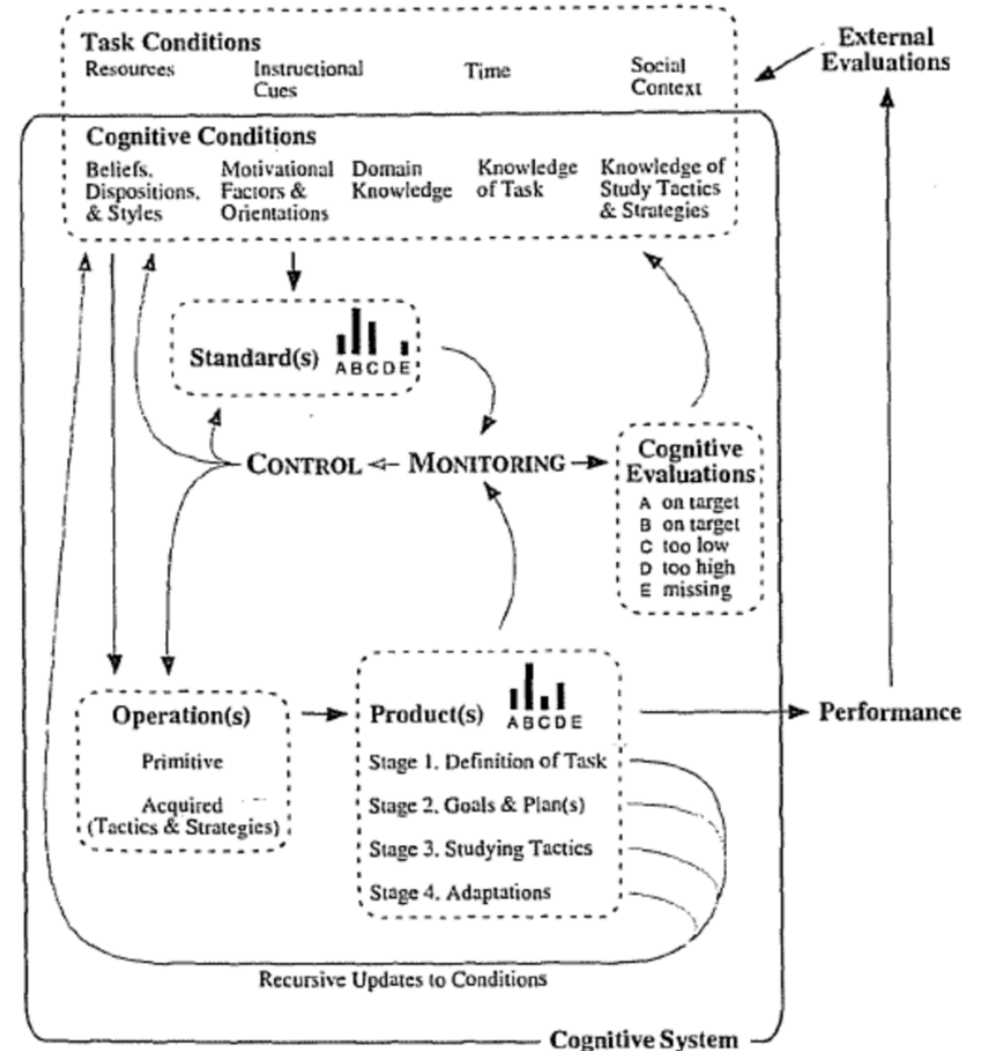 Task Conditions
Resources
Instructional
Cues
Time
Social
Context
External
Evaluations
Cognitive Conditions
Beliefs,
Dispositions,
& Styles
Motivational
Factors &
Orientations
Domain
Knowledge
Knowledge
of Task
Knowledge of
Study Tactics
& Strategies
Standard(s)
A B C D E
CONTROL
MONITORING
Cognitive
Evaluations
A on target
B on target
C too low
D too high
E missing
Operation(s)
Primitive
Acquired
(Tactics & Strategies)
Product(s)
A B C D E
Stage 1. Definition of Task
Stage 2. Goals & Plan(s)
Stage 3. Studying Tactics
Stage 4. Adaptations
Performance
Recursive Updates to Conditions
Cognitive System